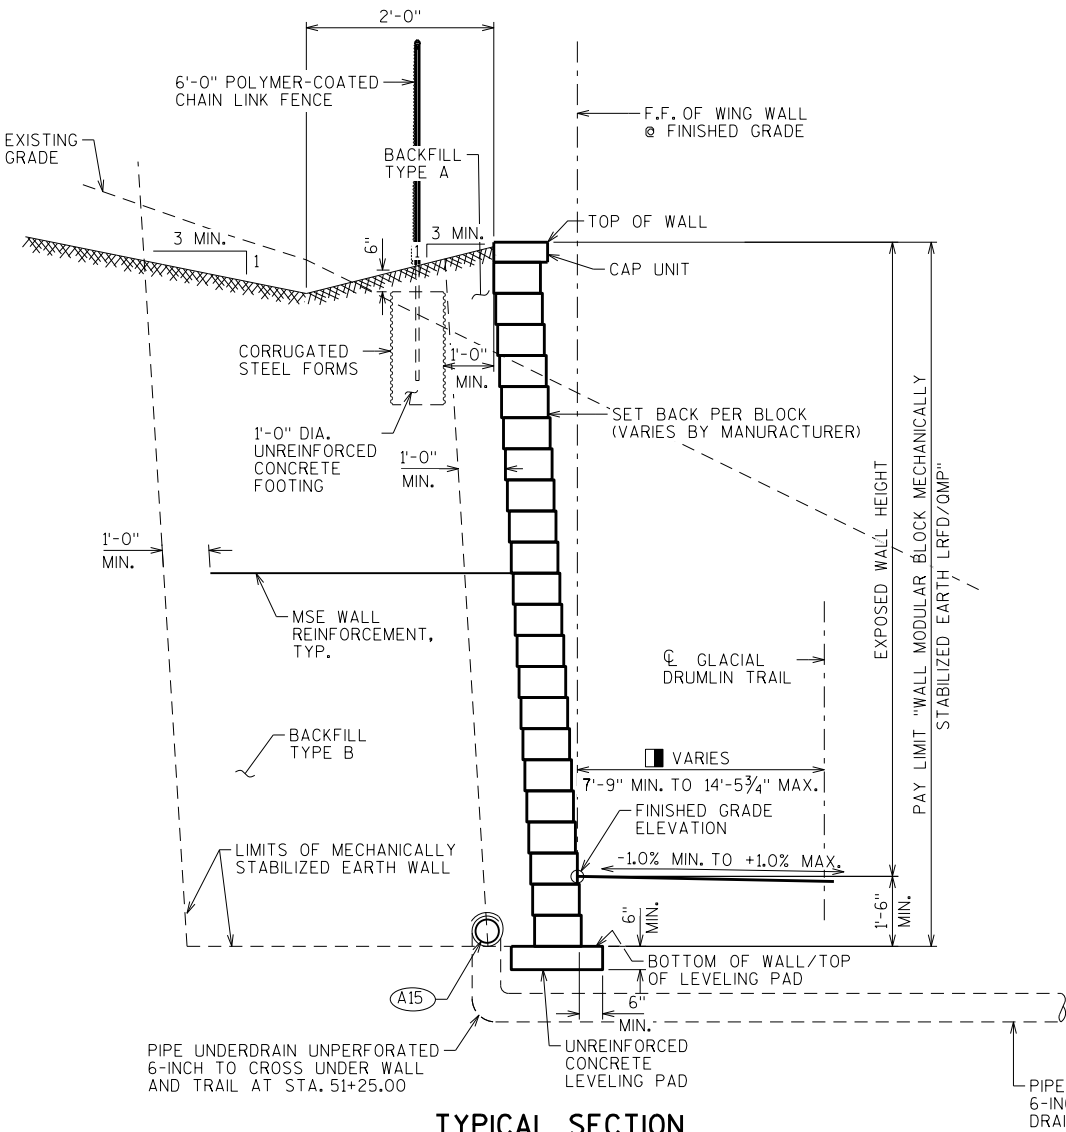 2'-0"
6'-0" POLYMER-COATED
CHAIN LINK FENCE
F.F. OF WING WALL
@ FINISHED GRADE
EXISTING
GRADE
BACKFILL
TYPE A
TOP OF WALL
3 MIN.
1
6"
3 MIN.
1
CAP UNIT
CORRUGATED
STEEL FORMS
1'-0"
MIN.
SET BACK PER BLOCK
(VARIES BY MANURACTURER)
1'-0" DIA.
UNREINFORCED
CONCRETE
FOOTING
1'-0"
MIN.
EXPOSED WALL HEIGHT
PAY LIMIT "WALL MODULAR BLOCK MECHANICALLY
STABILIZED EARTH LRFD/QMP"
1'-0"
MIN.
MSE WALL
REINFORCEMENT,
TYP.
℄ GLACIAL
DRUMLIN TRAIL
BACKFILL
TYPE B
VARIES
7'-9" MIN. TO 14'-5¾" MAX.
FINISHED GRADE
ELEVATION
LIMITS OF MECHANICALLY
STABILIZED EARTH WALL
-1.0% MIN. TO +1.0% MAX.
6"
MIN.
1'-6"
MIN.
BOTTOM OF WALL/TOP
OF LEVELING PAD
A15
6"
MIN.
PIPE UNDERDRAIN UNPERFORATED
6-INCH TO CROSS UNDER WALL
AND TRAIL AT STA. 51+25.00
UNREINFORCED
CONCRETE
LEVELING PAD
PIPE
6-IN
DRAI
TYPICAL SECTION